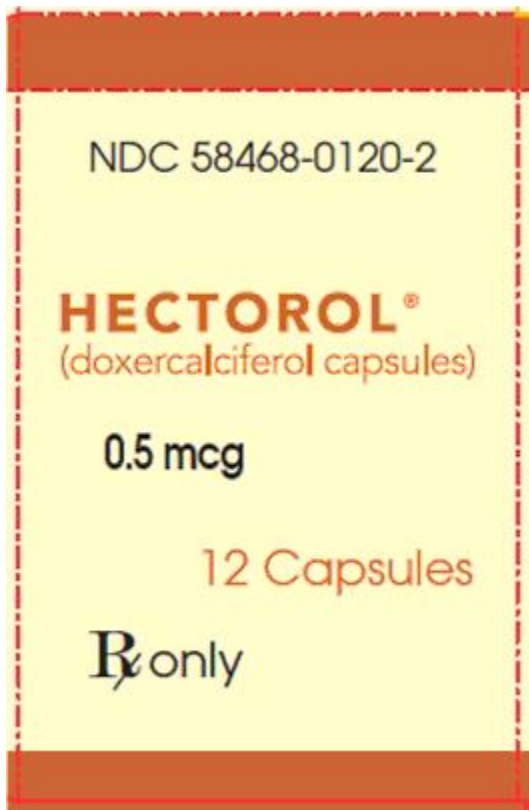 NDC 58468-0120-2
HECTOROL®
(doxercalciferol capsules)
0.5 mcg
12 Capsules
℞ only